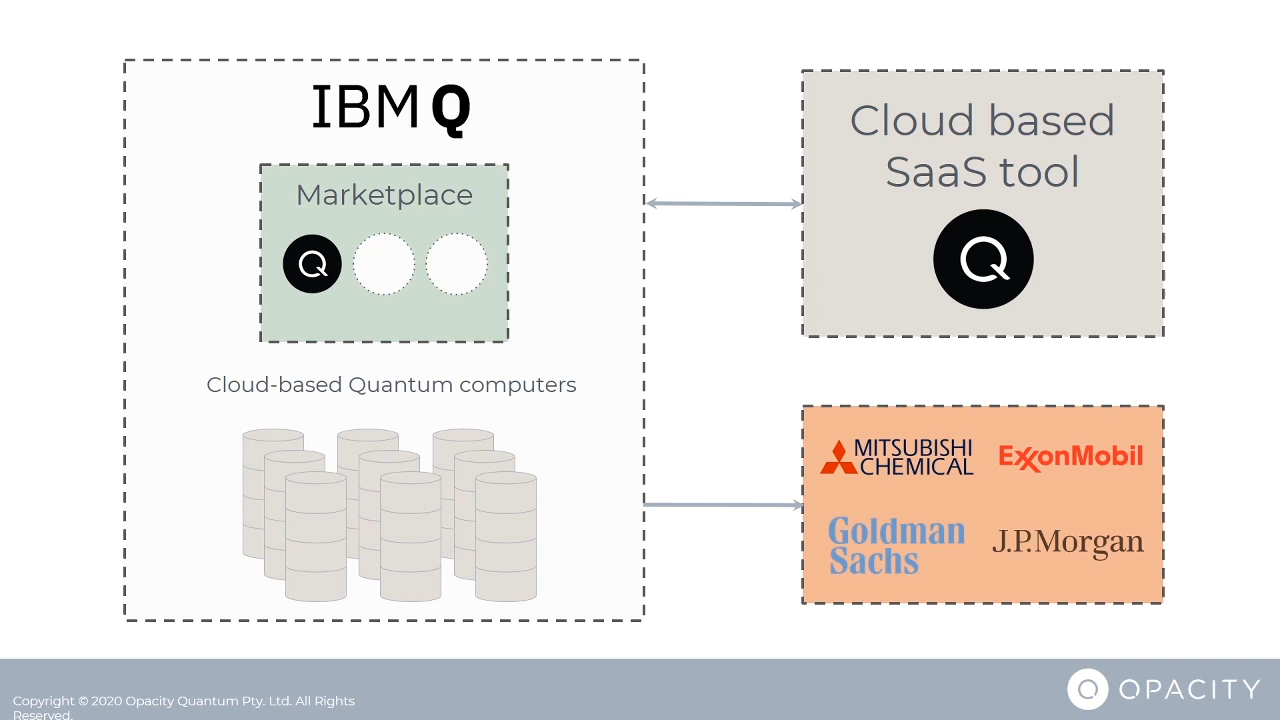 IBM Q
Marketplace
Cloud-based Quantum computers
Cloud based
SaaS tool
MITSUBISHI
CHEMICAL
ExxonMobil
Goldman
Sachs
J.P.Morgan
Copyright © 2020 Opacity Quantum Pty. Ltd. All Rights
Reserved.
OPACITY